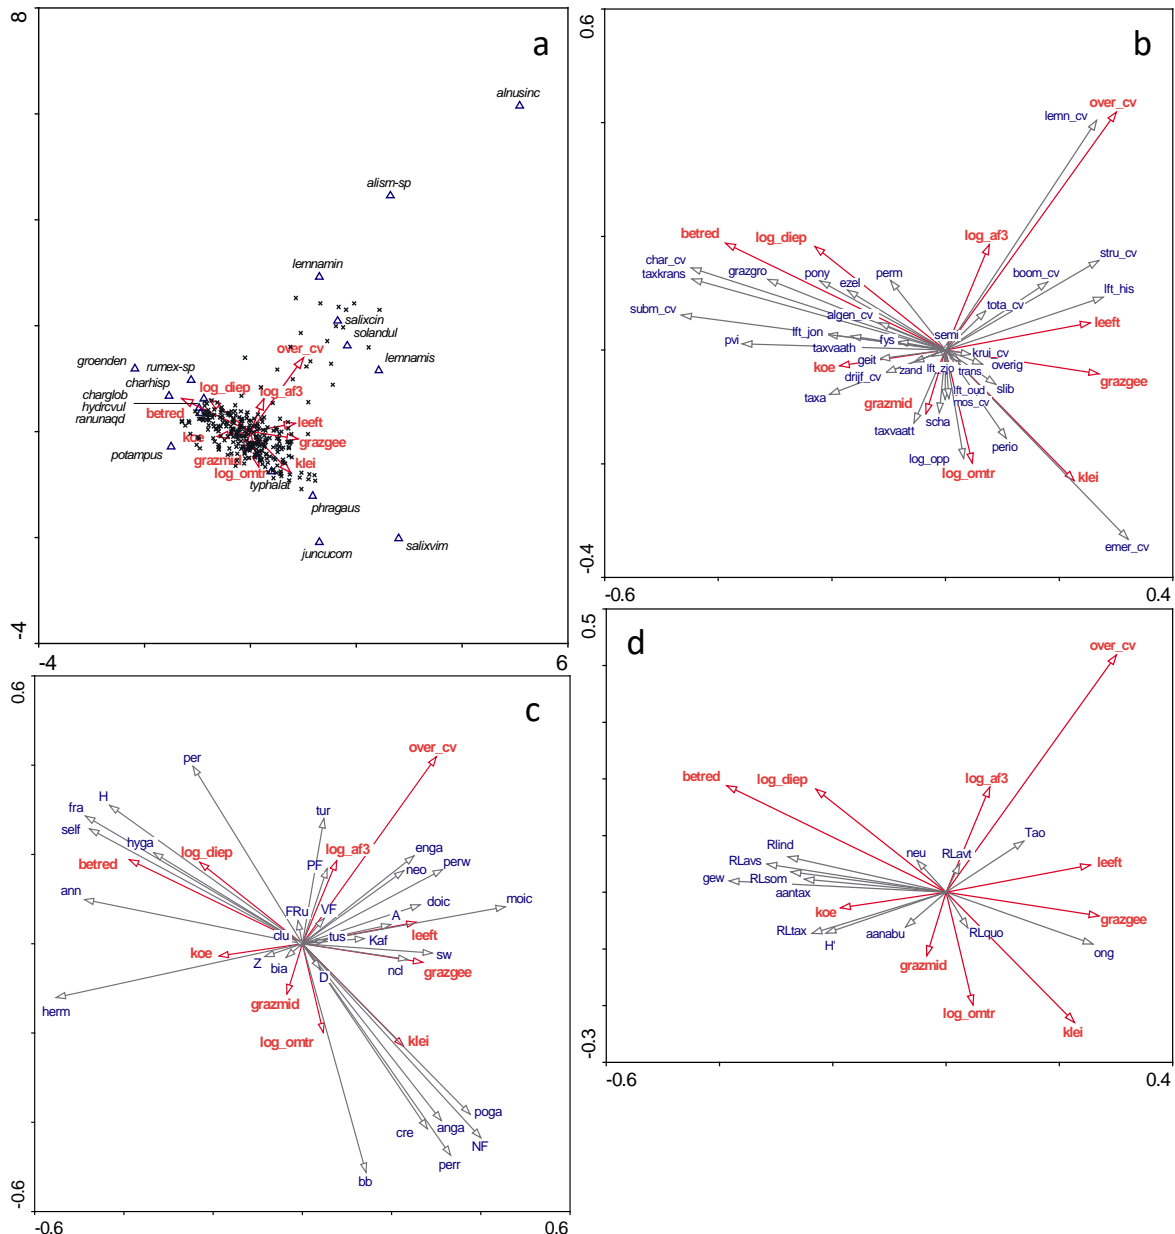 8
a
alnusinc
alism-sp
lemnamin
salixcin
solandul
over_cv
lemnamis
groenden
rumex-sp
charhisp
log_diep
log_af3
charglob
hydrcvul
ranunaqd
betred
leeft
koe
grazgee
potampus
grazmid
klei
log_omtr
typhalat
phragaus
juncucom
salixvim
-4
-4
6
0.6
b
over_cv
lemn_cv
betred
log_diep
log_af3
char_cv
taxkrans
grazgro
pony
ezel
perm
stru_cv
boom_cv
lft_his
subm_cv
algen_cv
tota_cv
leeft
pvi
lft_jon
taxvaath
fys
semi
krui_cv
overig
koe
geit
drijf_cv
zand
lft_zjo
trans
grazgee
taxa
slib
grazmid
lft_oud
mos_cv
taxvaatt
scha
perio
log_opp
log_omtr
klei
emer_cv
-0.4
-0.6
0.4
0.6
c
per
over_cv
H
fra
self
tur
hyga
betred
log_diep
PF
log_af3
enga
perw
neo
ann
doic
moic
FRu
VF
A
leeft
clu
tus
Kaf
koe
Z
bia
D
sw
ncl
grazgee
herm
grazmid
log_omtr
klei
poga
cre
anga
NF
perr
bb
-0.6
-0.6
0.6
0.5
d
over_cv
betred
log_diep
log_af3
Tao
RLind
RLavs
neu
RLavt
leeft
gew
RLsom
aantax
koe
grazgee
RLtax
H'
aanabu
RLquo
ong
grazmid
log_omtr
klei
-0.3
-0.6
0.4